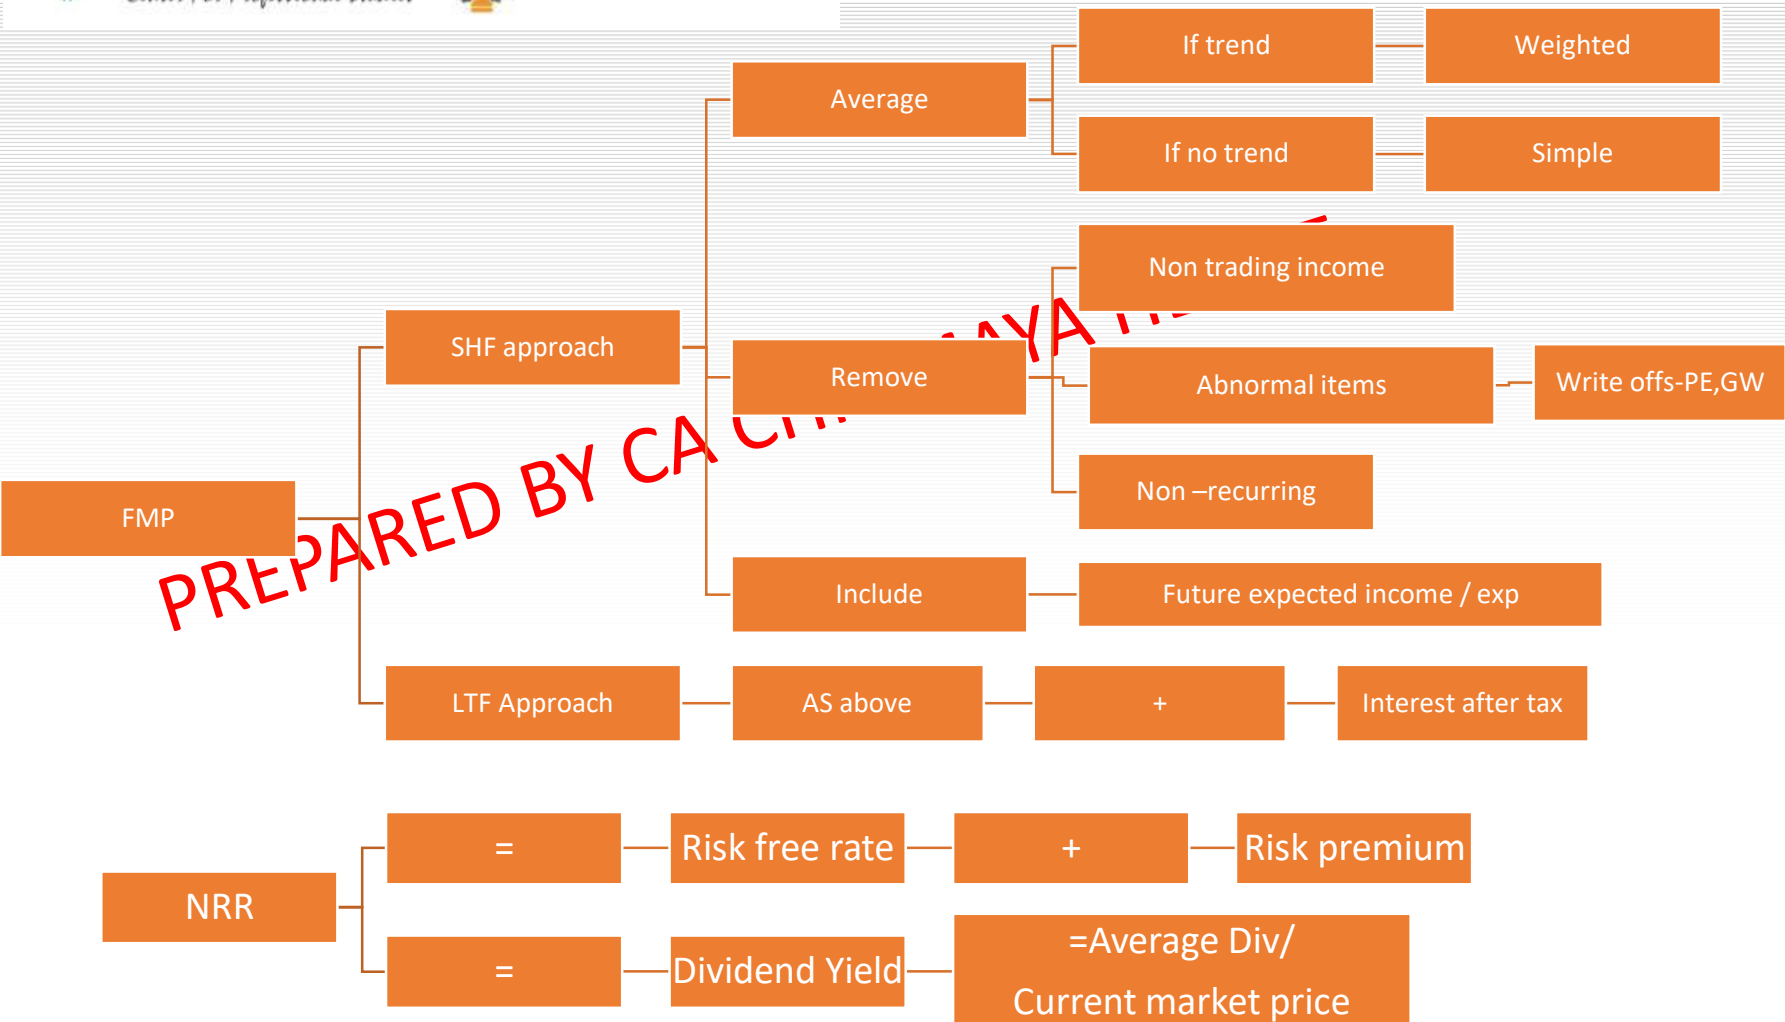 If trend
Weighted
Average
If no trend
Simple
Non trading income
SHF approach
Remove
Abnormal items
Write offs-PE,GW
Non –recurring
FMP
PREPARED BY CA
Include
Future expected income / exp
LTF Approach
AS above
+
Interest after tax
=
Risk free rate
+
Risk premium
NRR
=
Dividend Yield
=Average Div/
Current market price